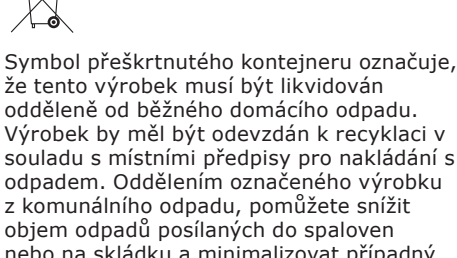 Symbol přeškrtnutého kontejneru označuje,
že tento výrobek musí být likvidován
odděleně od běžného domácího odpadu.
Výrobek by měl být odevzdán k recyklaci v
souladu s místními předpisy pro nakládání s
odpadem. Oddělením označeného výrobku
z komunálního odpadu, pomůžete snížit
objem odpadů posílaných do spaloven
nebo na skládku a minimalizovat případný